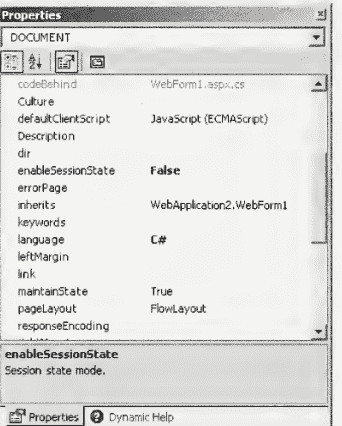 Properties
DOCUMENT
codeBehind WebForm1.aspx.cs
Culture
defaultClientScript JavaScript (ECMAScript)
Description
dir
enableSessionState False
errorPage
inherits WebApplication2.WebForm1
keywords
language C#
leftMargin
link
maintainState True
pageLayout FlowLayout
responseEncoding
enableSessionState
Session state mode.
Properties Dynamic Help